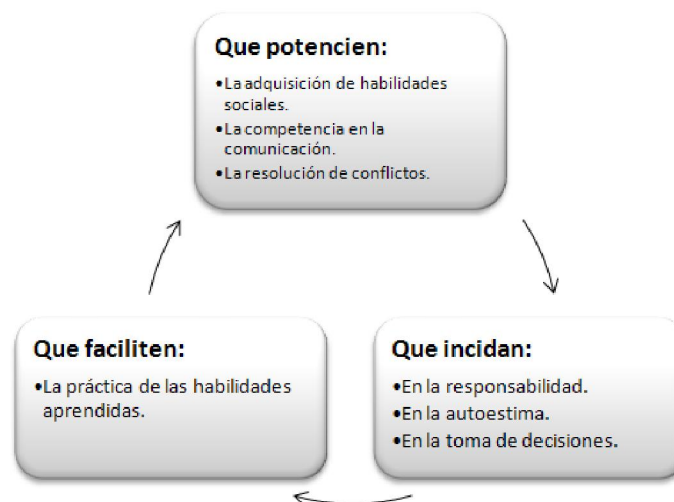 Que potencien:
•La adquisición de habilidades
sociales.
•La competencia en la
comunicación.
•La resolución de conflictos.
Que faciliten:
•La práctica de las habilidades
aprendidas.
Que incidan:
•En la responsabilidad.
•En la autoestima.
•En la toma de decisiones.